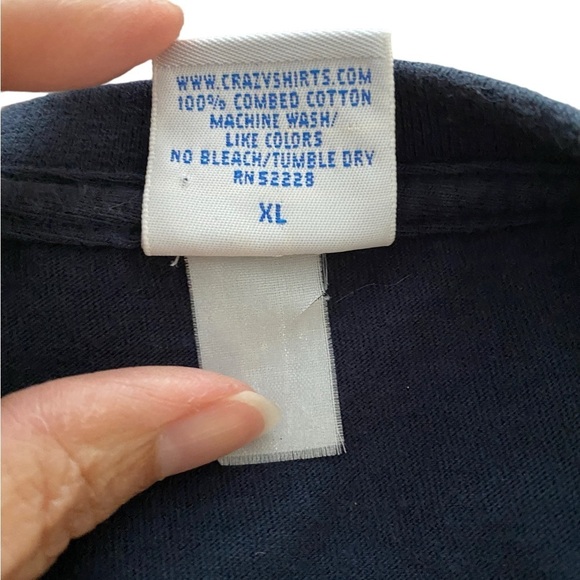 WWW.CRAZYSHIRTS.COM
100% COMBED COTTON
MACHINE WASH/
LIKE COLORS
NO BLEACH/TUMBLE DRY
RN 52228
XL